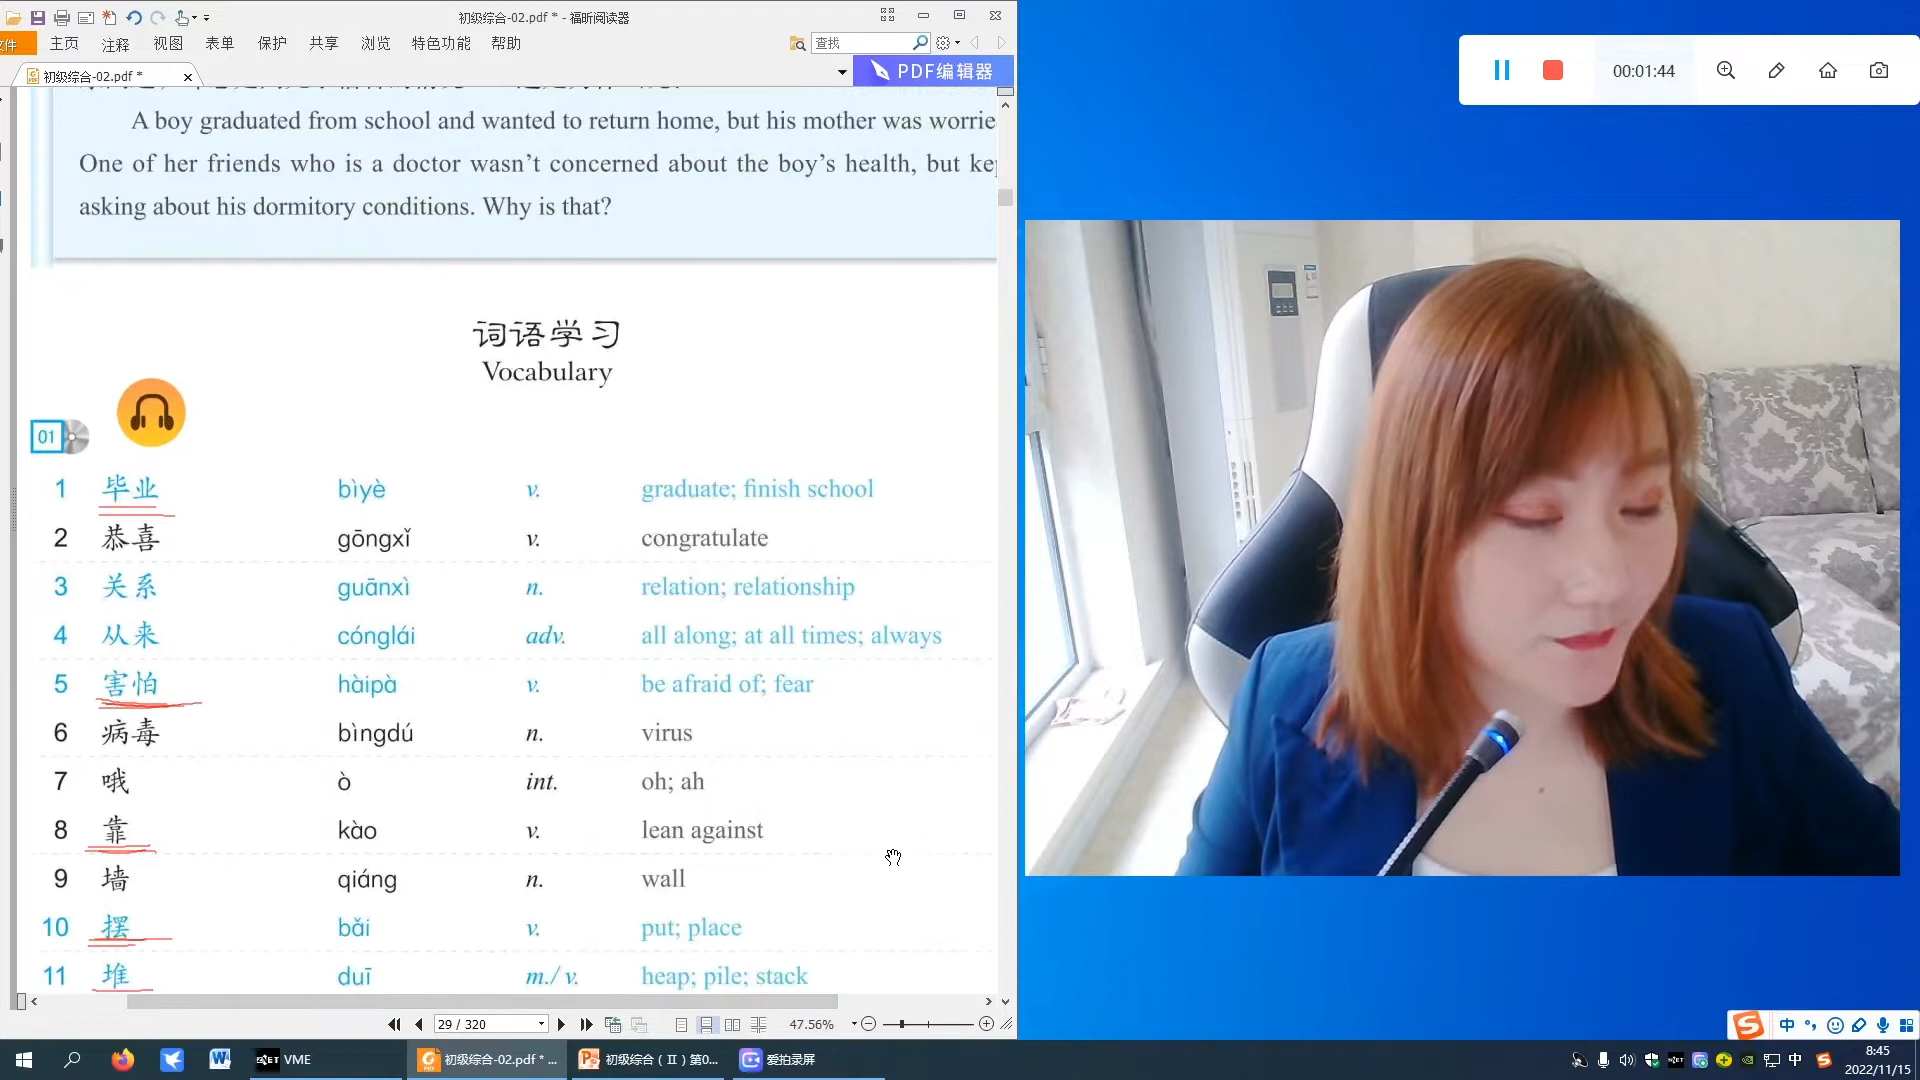 初级综合-02.pdf * - 福昕阅读器
文件 主页 注释 视图 表单 保护 共享 浏览 特色功能 帮助 查找
初级综合-02.pdf * PDF编辑器
00:01:44
A boy graduated from school and wanted to return home, but his mother was worrie
One of her friends who is a doctor wasn't concerned about the boy's health, but ke
asking about his dormitory conditions. Why is that?
词语学习
Vocabulary
01
1 毕业 bìyè v. graduate; finish school
2 恭喜 gōngxǐ v. congratulate
3 关系 guānxì n. relation; relationship
4 从来 cónglái adv. all along; at all times; always
5 害怕 hàipà v. be afraid of; fear
6 病毒 bìngdú n. virus
7 哦 ò int. oh; ah
8 靠 kào v. lean against
9 墙 qiáng n. wall
10 摆 bǎi v. put; place
11 堆 duī m./ v. heap; pile; stack
29 / 320 47.56%
中
VME 初级综合-02.pdf * ... 初级综合（Ⅱ）第0... 爱拍录屏 中 8:45
2022/11/15